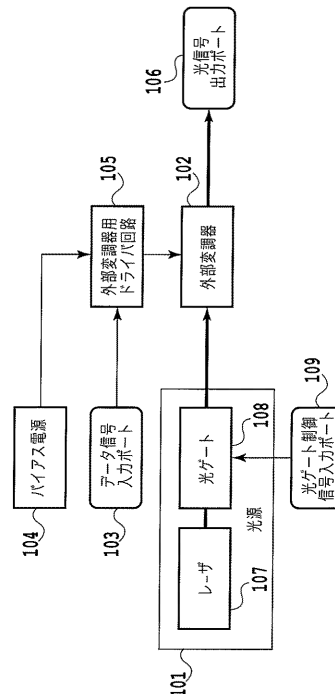 バイアス電源
104
データ信号
入力ポート
103
外部変調器用
ドライバ回路
105
外部変調器
102
光信号
出力ポート
106
レーザ
107
光ゲート
108
光源
101
光ゲート制御
信号入力ポート
109